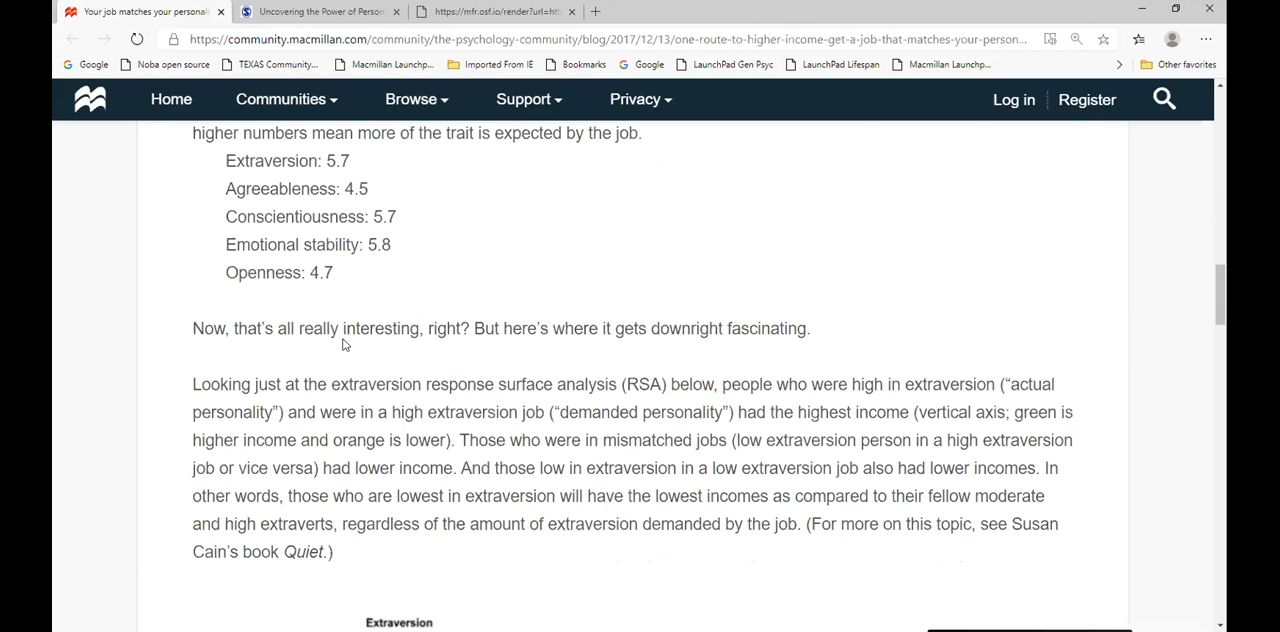 Your job matches your personali
Uncovering the Power of Person
https://mfr.osf.io/render?url=htt
https://community.macmillan.com/community/the-psychology-community/blog/2017/12/13/one-route-to-higher-income-get-a-job-that-matches-your-person...
Google Noba open source TEXAS Community... Macmillan Launchp... Imported From IE Bookmarks Google LaunchPad Gen Psyc LaunchPad Lifespan Macmillan Launchp... Other favorites
Home Communities Browse Support Privacy Log in Register
higher numbers mean more of the trait is expected by the job.
Extraversion: 5.7
Agreeableness: 4.5
Conscientiousness: 5.7
Emotional stability: 5.8
Openness: 4.7
Now, that's all really interesting, right? But here's where it gets downright fascinating.
Looking just at the extraversion response surface analysis (RSA) below, people who were high in extraversion (“actual
personality”) and were in a high extraversion job (“demanded personality”) had the highest income (vertical axis; green is
higher income and orange is lower). Those who were in mismatched jobs (low extraversion person in a high extraversion
job or vice versa) had lower income. And those low in extraversion in a low extraversion job also had lower incomes. In
other words, those who are lowest in extraversion will have the lowest incomes as compared to their fellow moderate
and high extraverts, regardless of the amount of extraversion demanded by the job. (For more on this topic, see Susan
Cain's book Quiet.)
Extraversion